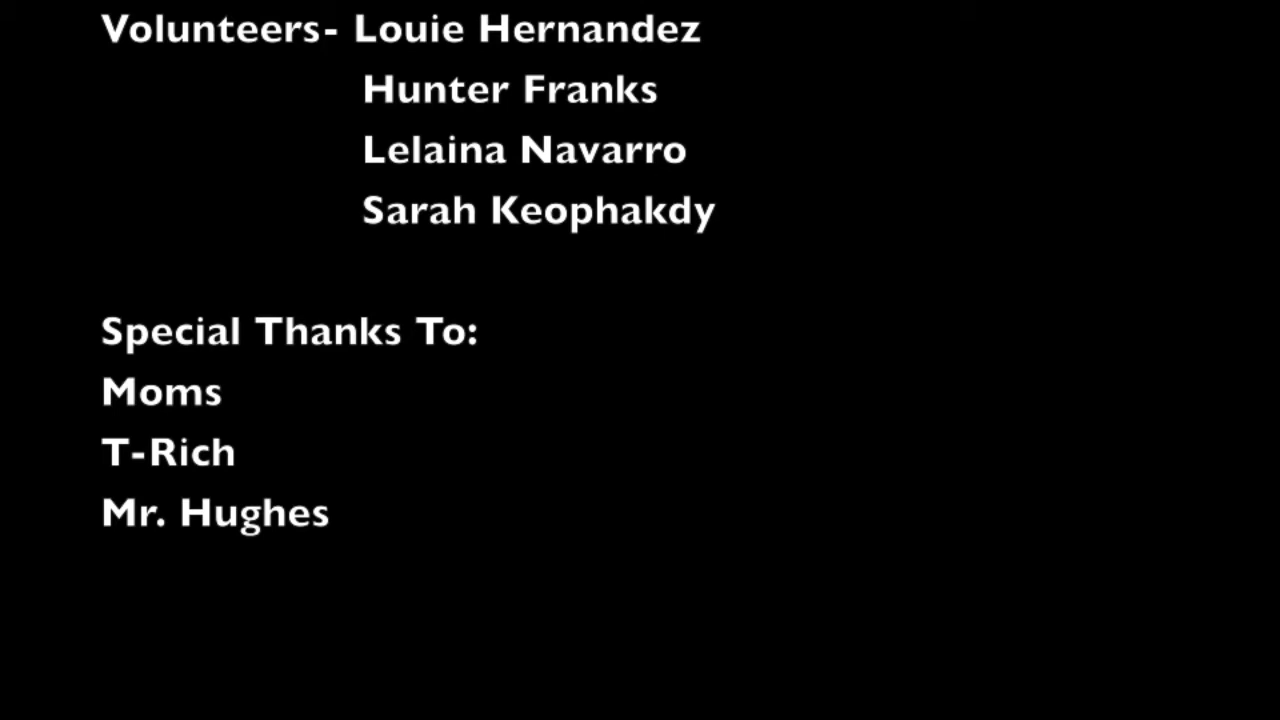 Volunteers- Louie Hernandez
Hunter Franks
Lelaina Navarro
Sarah Keophakdy
Special Thanks To:
Moms
T-Rich
Mr. Hughes